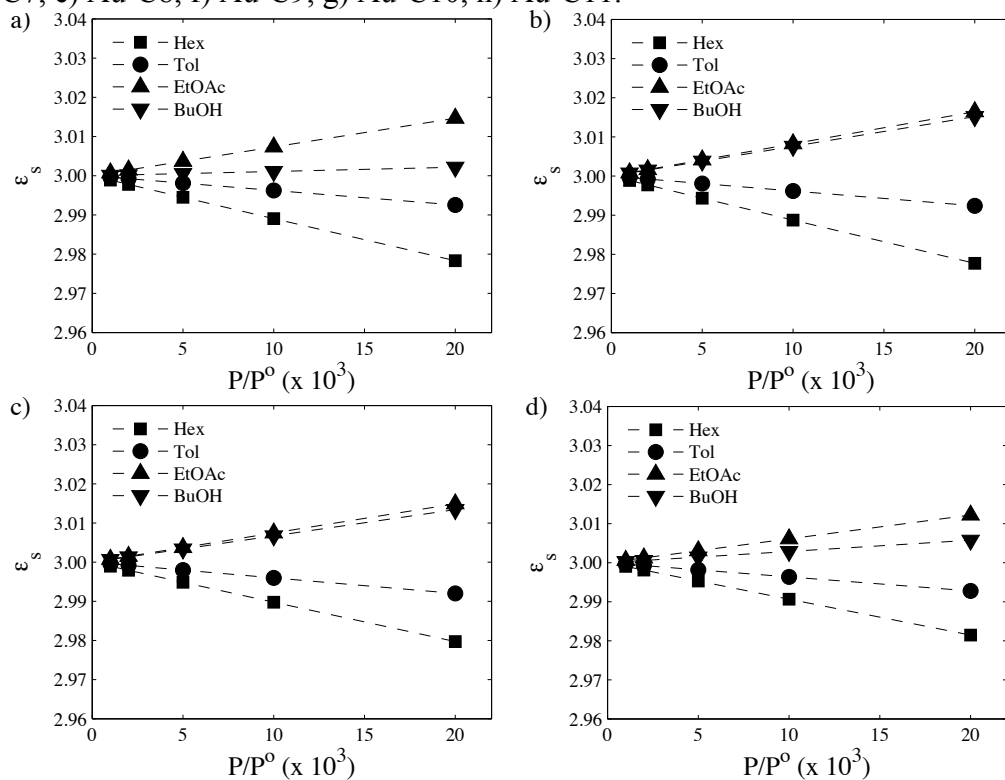 C7; e) Au-C8; f) Au-C9; g) Au-C10; h) Au-C11.
a)
3.04
3.03
3.02
3.01
3.00
2.99
2.98
2.97
2.96
ε s
Hex
Tol
EtOAc
BuOH
0 5 10 15 20
P/P° (x 10³)
b)
3.04
3.03
3.02
3.01
3.00
2.99
2.98
2.97
2.96
ε s
Hex
Tol
EtOAc
BuOH
0 5 10 15 20
P/P° (x 10³)
c)
3.04
3.03
3.02
3.01
3.00
2.99
2.98
2.97
2.96
ε s
Hex
Tol
EtOAc
BuOH
0 5 10 15 20
P/P° (x 10³)
d)
3.04
3.03
3.02
3.01
3.00
2.99
2.98
2.97
2.96
ε s
Hex
Tol
EtOAc
BuOH
0 5 10 15 20
P/P° (x 10³)